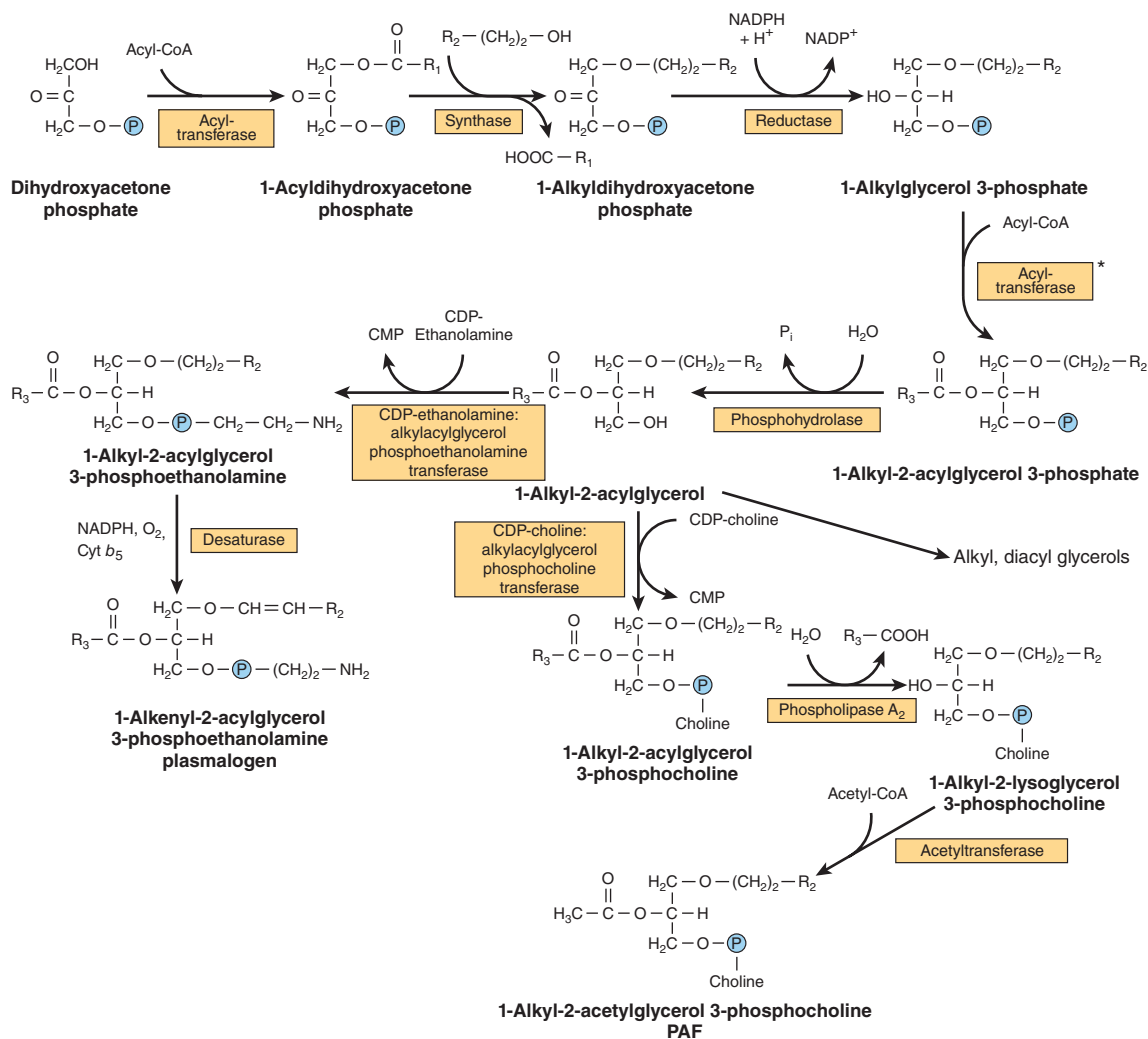 Acyl-CoA
H₂COH
O=C
H₂C—O—P
Acyl-
transferase
Dihydroxyacetone
phosphate
O
H₂C—O—C
R₁
O=C
H₂C—O—P
1-Acyldihydroxyacetone
phosphate
R₂—(CH₂)₂—OH
Synthase
HOOC—R₁
H₂C—O—(CH₂)₂—R₂
O=C
H₂C—O—P
1-Alkyldihydroxyacetone
phosphate
NADPH
+ H⁺
NADP⁺
Reductase
H₂C—O—(CH₂)₂—R₂
HO—C—H
H₂C—O—P
1-Alkylglycerol 3-phosphate
Acyl-CoA
Acyl-
transferase
*
O
H₂C—O—(CH₂)₂—R₂
R₃—C—O—C—H
H₂C—O—P
1-Alkyl-2-acylglycerol 3-phosphate
Pᵢ
H₂O
Phosphohydrolase
O
H₂C—O—(CH₂)₂—R₂
R₃—C—O—C—H
H₂C—OH
1-Alkyl-2-acylglycerol
CMP
CDP-
Ethanolamine
CDP-ethanolamine:
alkylacylglycerol
phosphoethanolamine
transferase
O
H₂C—O—(CH₂)₂—R₂
R₃—C—O—C—H
H₂C—O—P—CH₂—CH₂—NH₂
1-Alkyl-2-acylglycerol
3-phosphoethanolamine
NADPH, O₂,
Cyt b₅
Desaturase
O
H₂C—O—CH=CH—R₂
R₃—C—O—C—H
H₂C—O—P—(CH₂)₂—NH₂
1-Alkenyl-2-acylglycerol
3-phosphoethanolamine
plasmalogen
CDP-choline:
alkylacylglycerol
phosphocholine
transferase
CDP-choline
CMP
Alkyl, diacyl glycerols
O
H₂C—O—(CH₂)₂—R₂
R₃—C—O—C—H
H₂C—O—P
Choline
1-Alkyl-2-acylglycerol
3-phosphocholine
H₂O
R₃—COOH
Phospholipase A₂
H₂C—O—(CH₂)₂—R₂
HO—C—H
H₂C—O—P
Choline
1-Alkyl-2-lysoglycerol
3-phosphocholine
Acetyl-CoA
Acetyltransferase
O
H₂C—O—(CH₂)₂—R₂
H₃C—C—O—C—H
H₂C—O—P
Choline
1-Alkyl-2-acetylglycerol 3-phosphocholine
PAF